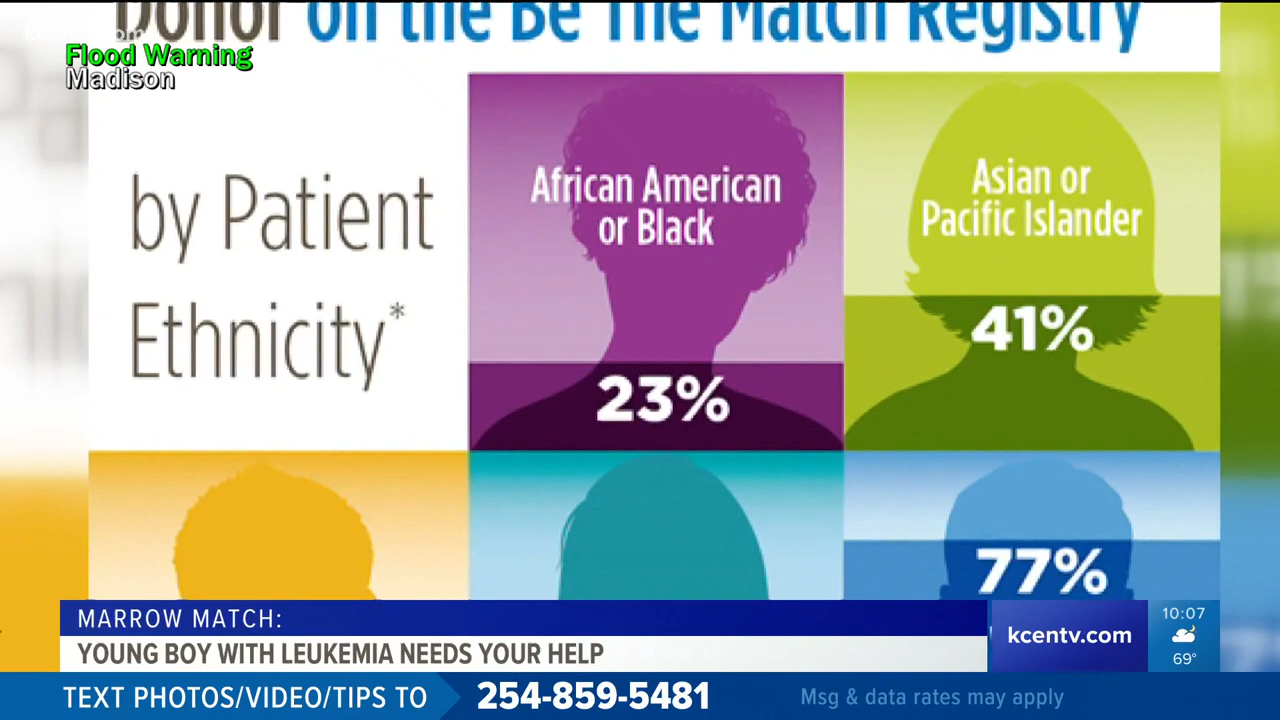 Donor on the Be The Match Registry
Flood Warning
Madison
by Patient
Ethnicity*
African American
or Black
23%
Asian or
Pacific Islander
41%
77%
MARROW MATCH:
YOUNG BOY WITH LEUKEMIA NEEDS YOUR HELP
kcentv.com
10:07
69°
TEXT PHOTOS/VIDEO/TIPS TO
254-859-5481
Msg & data rates may apply